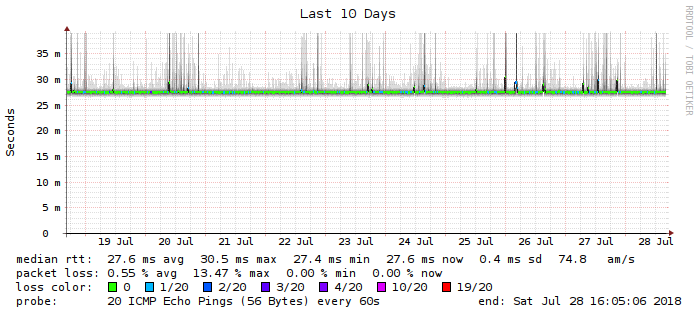 Last 10 Days
RRDTOOL / TOBI OETIKER
Seconds
35 m
30 m
25 m
20 m
15 m
10 m
5 m
0
19 Jul 20 Jul 21 Jul 22 Jul 23 Jul 24 Jul 25 Jul 26 Jul 27 Jul 28 Jul
median rtt: 27.6 ms avg 30.5 ms max 27.4 ms min 27.6 ms now 0.4 ms sd 74.8 am/s
packet loss: 0.55 % avg 13.47 % max 0.00 % min 0.00 % now
loss color: 0 1/20 2/20 3/20 4/20 10/20 19/20
probe: 20 ICMP Echo Pings (56 Bytes) every 60s end: Sat Jul 28 16:05:06 2018